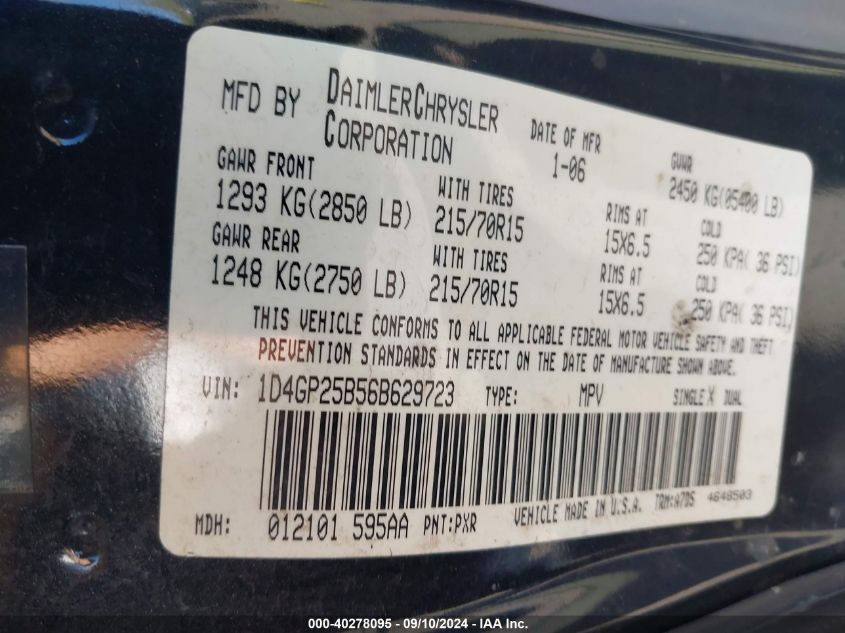 MFD BY DAIMLERCHRYSLER CORPORATION
DATE OF MFR 1-06
GVWR 2450 KG(05400 LB)
GAWR FRONT
1293 KG(2850 LB)
WITH TIRES
215/70R15
RIMS AT
15X6.5
COLD
250 KPA( 36 PSI)
GAWR REAR
1248 KG(2750 LB)
WITH TIRES
215/70R15
RIMS AT
15X6.5
COLD
250 KPA( 36 PSI)
THIS VEHICLE CONFORMS TO ALL APPLICABLE FEDERAL MOTOR VEHICLE SAFETY AND THEFT
PREVENTION STANDARDS IN EFFECT ON THE DATE OF MANUFACTURE SHOWN ABOVE.
VIN: 1D4GP25B56B629723 TYPE: MPV SINGLE X DUAL
MDH: 012101 595AA PNT:PXR VEHICLE MADE IN U.S.A. TRM:A7D5 4648503
000-40278095 - 09/10/2024 - IAA Inc.